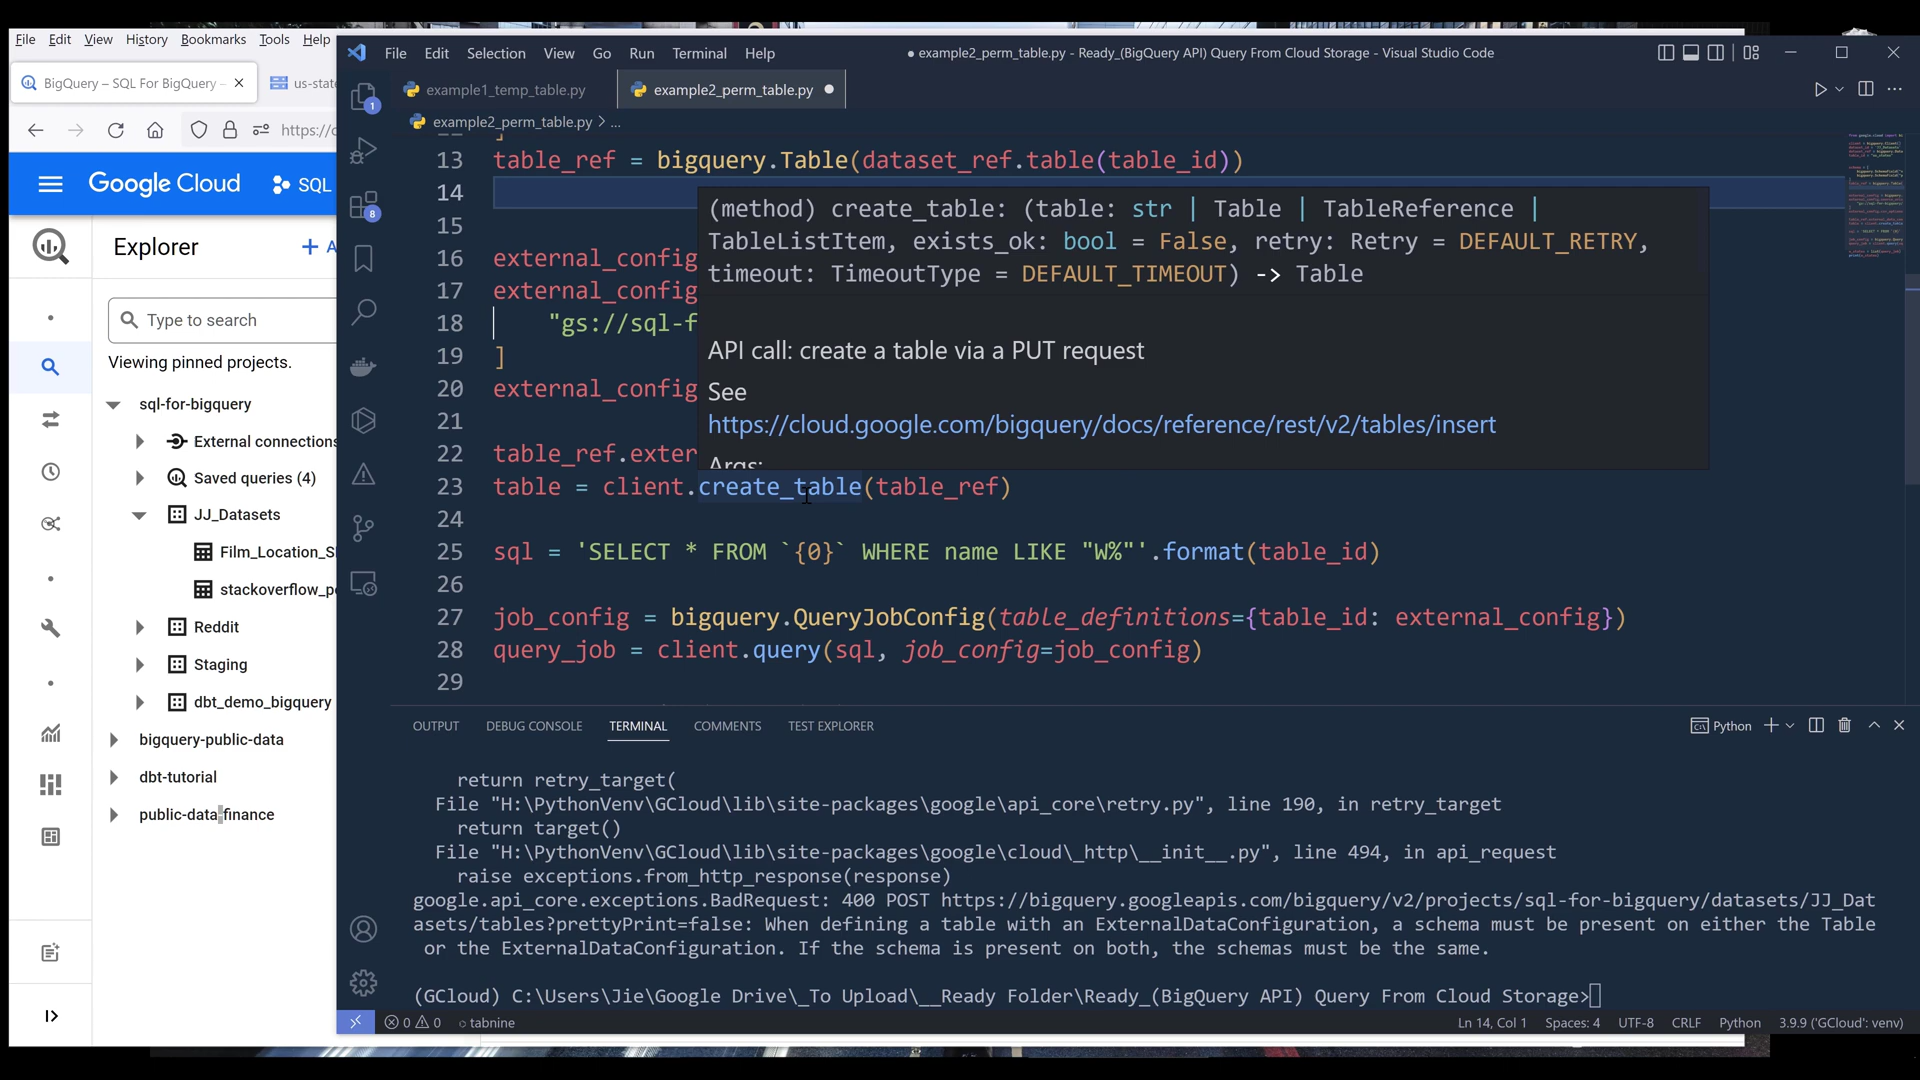 File Edit View History Bookmarks Tools Help
BigQuery – SQL For BigQuery –
us-state
https://c
Google Cloud
SQL
Explorer
+ A
Type to search
Viewing pinned projects.
sql-for-bigquery
External connections
Saved queries (4)
JJ_Datasets
Film_Location_S
stackoverflow_p
Reddit
Staging
dbt_demo_bigquery
bigquery-public-data
dbt-tutorial
public-data-finance
File Edit Selection View Go Run Terminal Help
● example2_perm_table.py - Ready_(BigQuery API) Query From Cloud Storage - Visual Studio Code
1
8
example1_temp_table.py
example2_perm_table.py
example2_perm_table.py > ...
13 table_ref = bigquery.Table(dataset_ref.table(table_id))
14
15
16 external_config
17 external_config
18 "gs://sql-f
19 ]
20 external_config
21
22 table_ref.exter
23 table = client.create_table(table_ref)
24
25 sql = 'SELECT * FROM `{0}` WHERE name LIKE "W%"'.format(table_id)
26
27 job_config = bigquery.QueryJobConfig(table_definitions={table_id: external_config})
28 query_job = client.query(sql, job_config=job_config)
29
(method) create_table: (table: str | Table | TableReference |
TableListItem, exists_ok: bool = False, retry: Retry = DEFAULT_RETRY,
timeout: TimeoutType = DEFAULT_TIMEOUT) -> Table
API call: create a table via a PUT request
See
https://cloud.google.com/bigquery/docs/reference/rest/v2/tables/insert
Args:
OUTPUT DEBUG CONSOLE TERMINAL COMMENTS TEST EXPLORER
Python
return retry_target(
File "H:\PythonVenv\GCloud\lib\site-packages\google\api_core\retry.py", line 190, in retry_target
return target()
File "H:\PythonVenv\GCloud\lib\site-packages\google\cloud\_http\__init__.py", line 494, in api_request
raise exceptions.from_http_response(response)
google.api_core.exceptions.BadRequest: 400 POST https://bigquery.googleapis.com/bigquery/v2/projects/sql-for-bigquery/datasets/JJ_Dat
asets/tables?prettyPrint=false: When defining a table with an ExternalDataConfiguration, a schema must be present on either the Table
or the ExternalDataConfiguration. If the schema is present on both, the schemas must be the same.
(GCloud) C:\Users\Jie\Google Drive\_To Upload\__Ready Folder\Ready_(BigQuery API) Query From Cloud Storage>
0 0 tabnine
Ln 14, Col 1 Spaces: 4 UTF-8 CRLF Python 3.9.9 ('GCloud': venv)